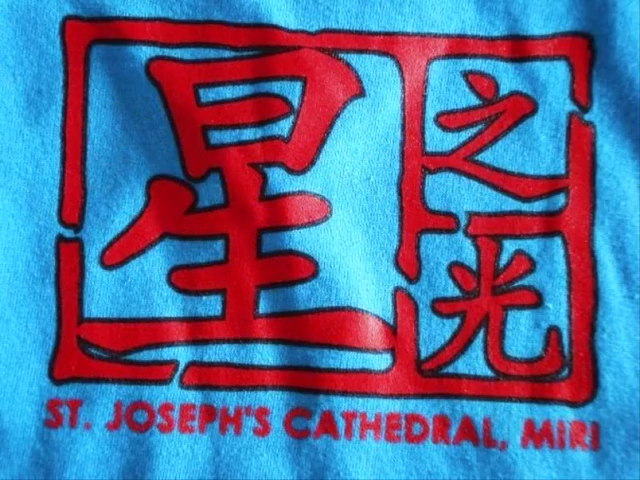 星之光
ST. JOSEPH'S CATHEDRAL, MIRI